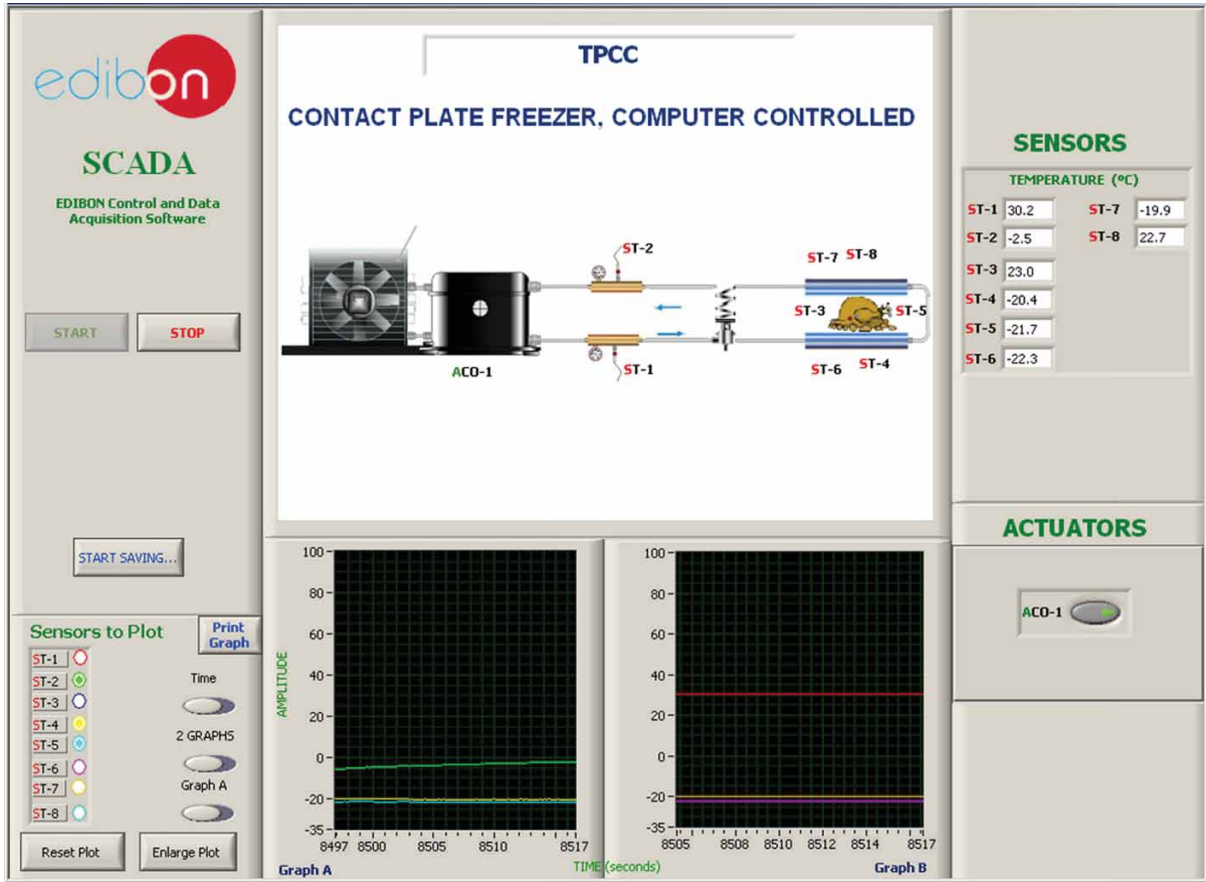 edibon
SCADA
EDIBON Control and Data
Acquisition Software
START
STOP
START SAVING...
Sensors to Plot
Print
Graph
ST-1
ST-2
ST-3
ST-4
ST-5
ST-6
ST-7
ST-8
Time
2 GRAPHS
Graph A
Reset Plot
Enlarge Plot
TPCC
CONTACT PLATE FREEZER, COMPUTER CONTROLLED
ST-2
ST-7 ST-8
ST-3
ST-5
ACO-1
ST-1
ST-6
ST-4
AMPLITUDE
100
80
60
40
20
0
-20
-35
8497 8500 8505 8510 8517
Graph A
TIME (seconds)
100
80
60
40
20
0
-20
-35
8505 8508 8510 8512 8514 8517
Graph B
SENSORS
TEMPERATURE (ºC)
ST-1 30.2 ST-7 -19.9
ST-2 -2.5 ST-8 22.7
ST-3 23.0
ST-4 -20.4
ST-5 -21.7
ST-6 -22.3
ACTUATORS
ACO-1